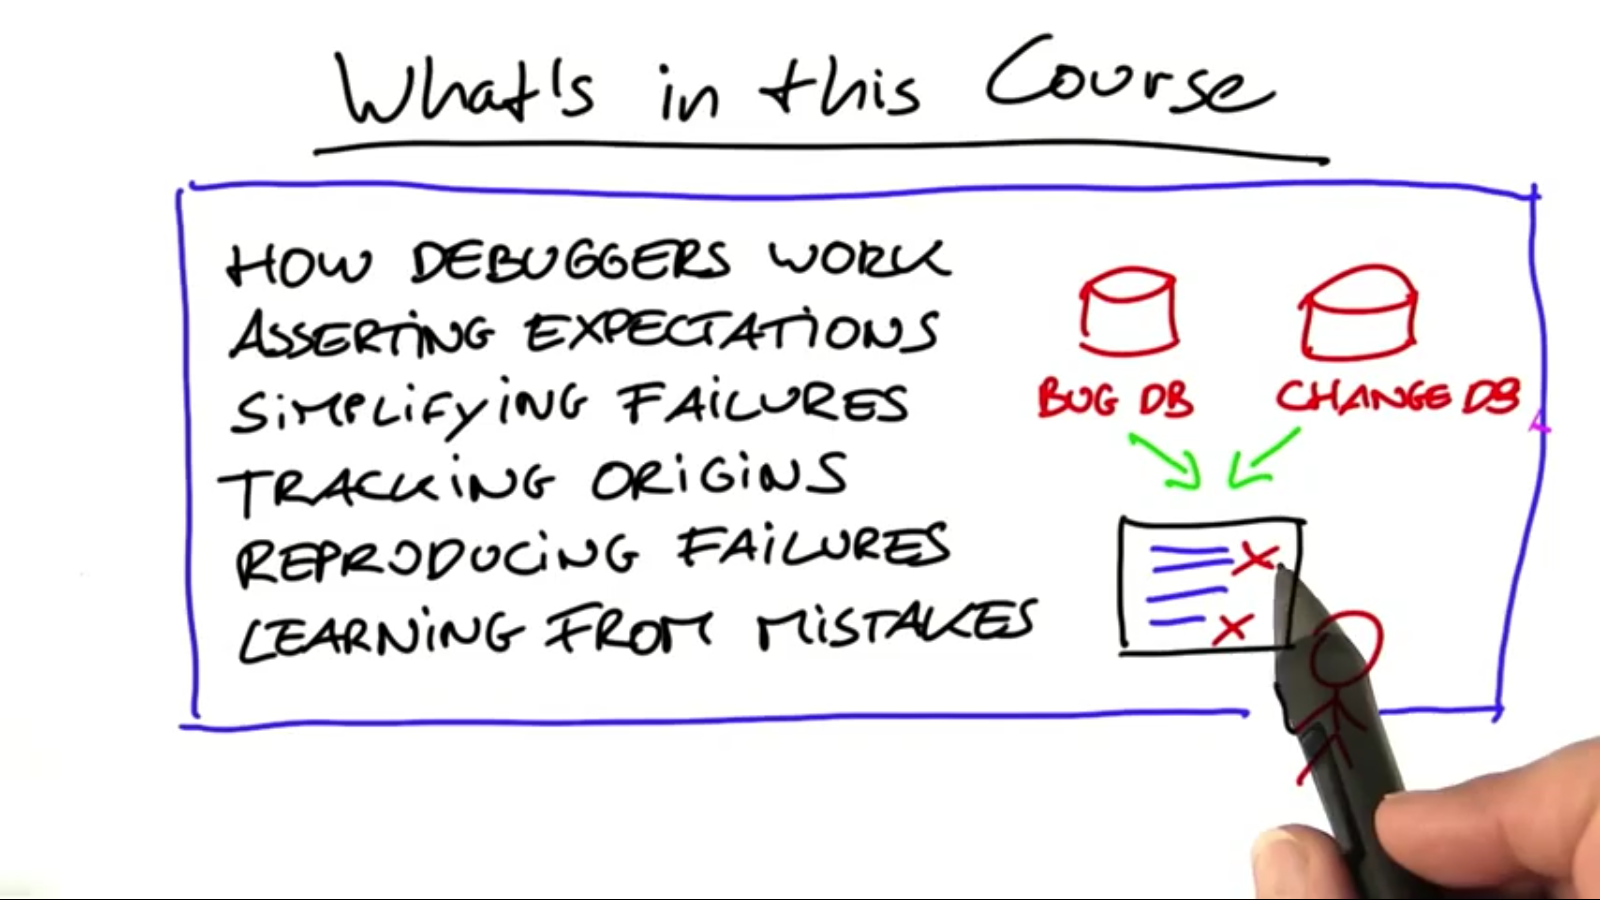 What's in this Course
HOW DEBUGGERS WORK
ASSERTING EXPECTATIONS
SIMPLIFYING FAILURES
TRACKING ORIGINS
REPRODUCING FAILURES
LEARNING FROM MISTAKES
BUG DB
CHANGE DB